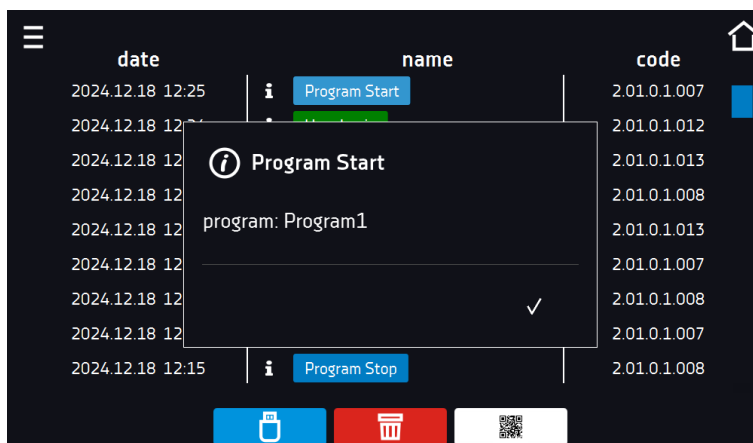 date name code
2024.12.18 12:25 i Program Start 2.01.0.1.007
2024.12.18 2.01.0.1.012
2024.12.18 12 2.01.0.1.013
2024.12.18 12 2.01.0.1.008
2024.12.18 12 2.01.0.1.013
2024.12.18 12 2.01.0.1.007
2024.12.18 12 2.01.0.1.008
2024.12.18 12 2.01.0.1.007
2024.12.18 12:15 i Program Stop 2.01.0.1.008
i Program Start
program: Program1